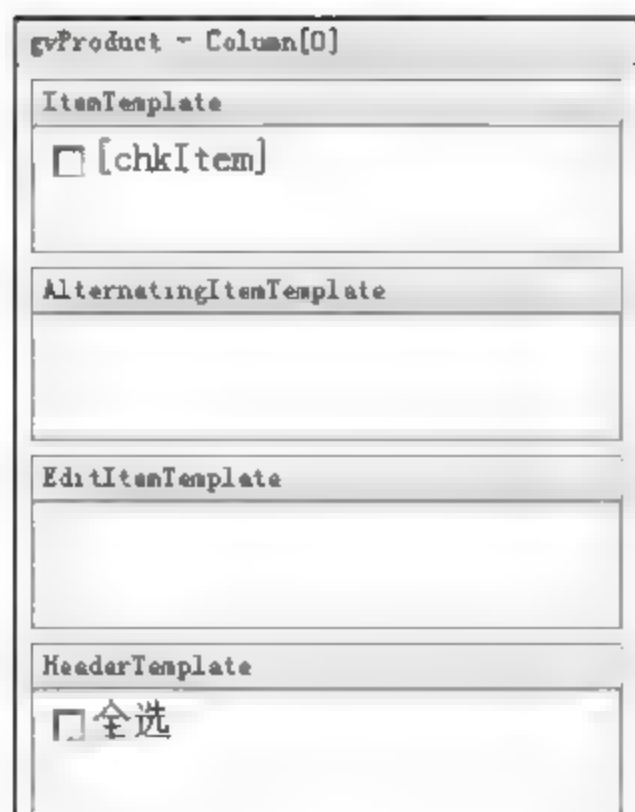 gvProduct - Column[0]
ItemTemplate
[chkItem]
AlternatingItemTemplate
EditItemTemplate
HeaderTemplate
全选